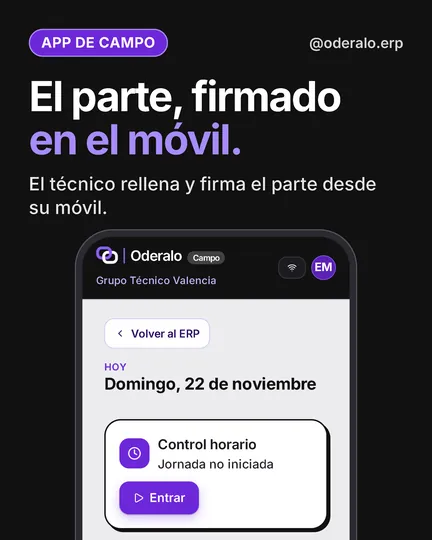 APP DE CAMPO
@oderalo.erp
El parte, firmado
en el móvil.
El técnico rellena y firma el parte desde
su móvil.
Oderalo Campo
EM
Grupo Técnico Valencia
Volver al ERP
HOY
Domingo, 22 de noviembre
Control horario
Jornada no iniciada
Entrar